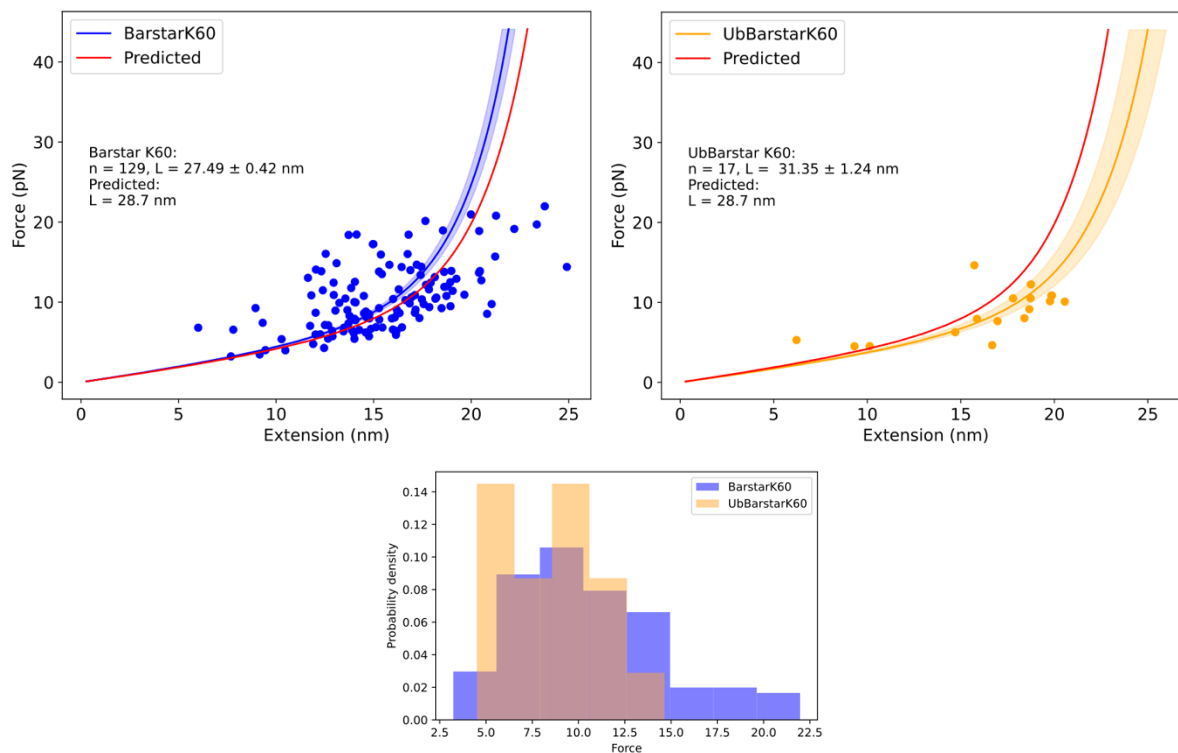 BarstarK60
Predicted
Barstar K60:
n = 129, L = 27.49 ± 0.42 nm
Predicted:
L = 28.7 nm
Force (pN)
40
30
20
10
0
0 5 10 15 20 25
Extension (nm)
UbBarstarK60
Predicted
UbBarstar K60:
n = 17, L =  31.35 ± 1.24 nm
Predicted:
L = 28.7 nm
Force (pN)
40
30
20
10
0
0 5 10 15 20 25
Extension (nm)
BarstarK60
UbBarstarK60
Probability density
0.14
0.12
0.10
0.08
0.06
0.04
0.02
0.00
2.5 5.0 7.5 10.0 12.5 15.0 17.5 20.0 22.5
Force